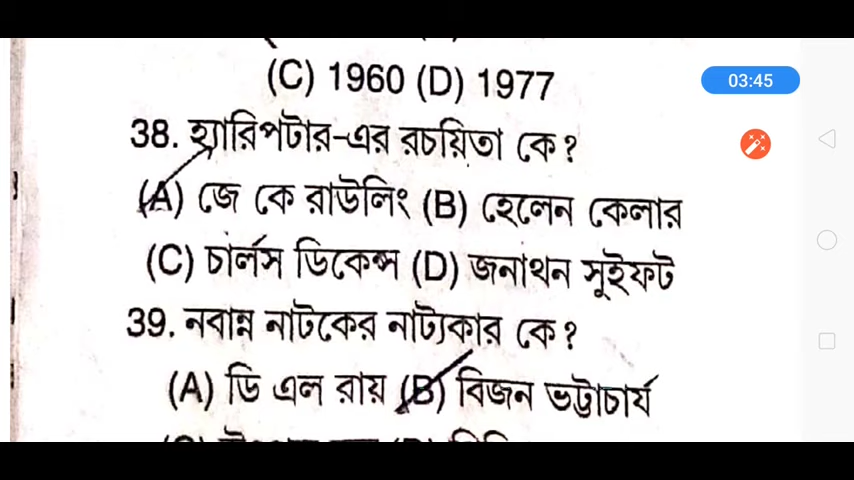 (C) 1960 (D) 1977
03:45
38. হ্যারিপটার-এর রচয়িতা কে?
(A) জে কে রাউলিং (B) হেলেন কেলার
(C) চার্লস ডিকেন্স (D) জনাথন সুইফট
39. নবান্ন নাটকের নাট্যকার কে?
(A) ডি এল রায় (B) বিজন ভট্টাচার্য